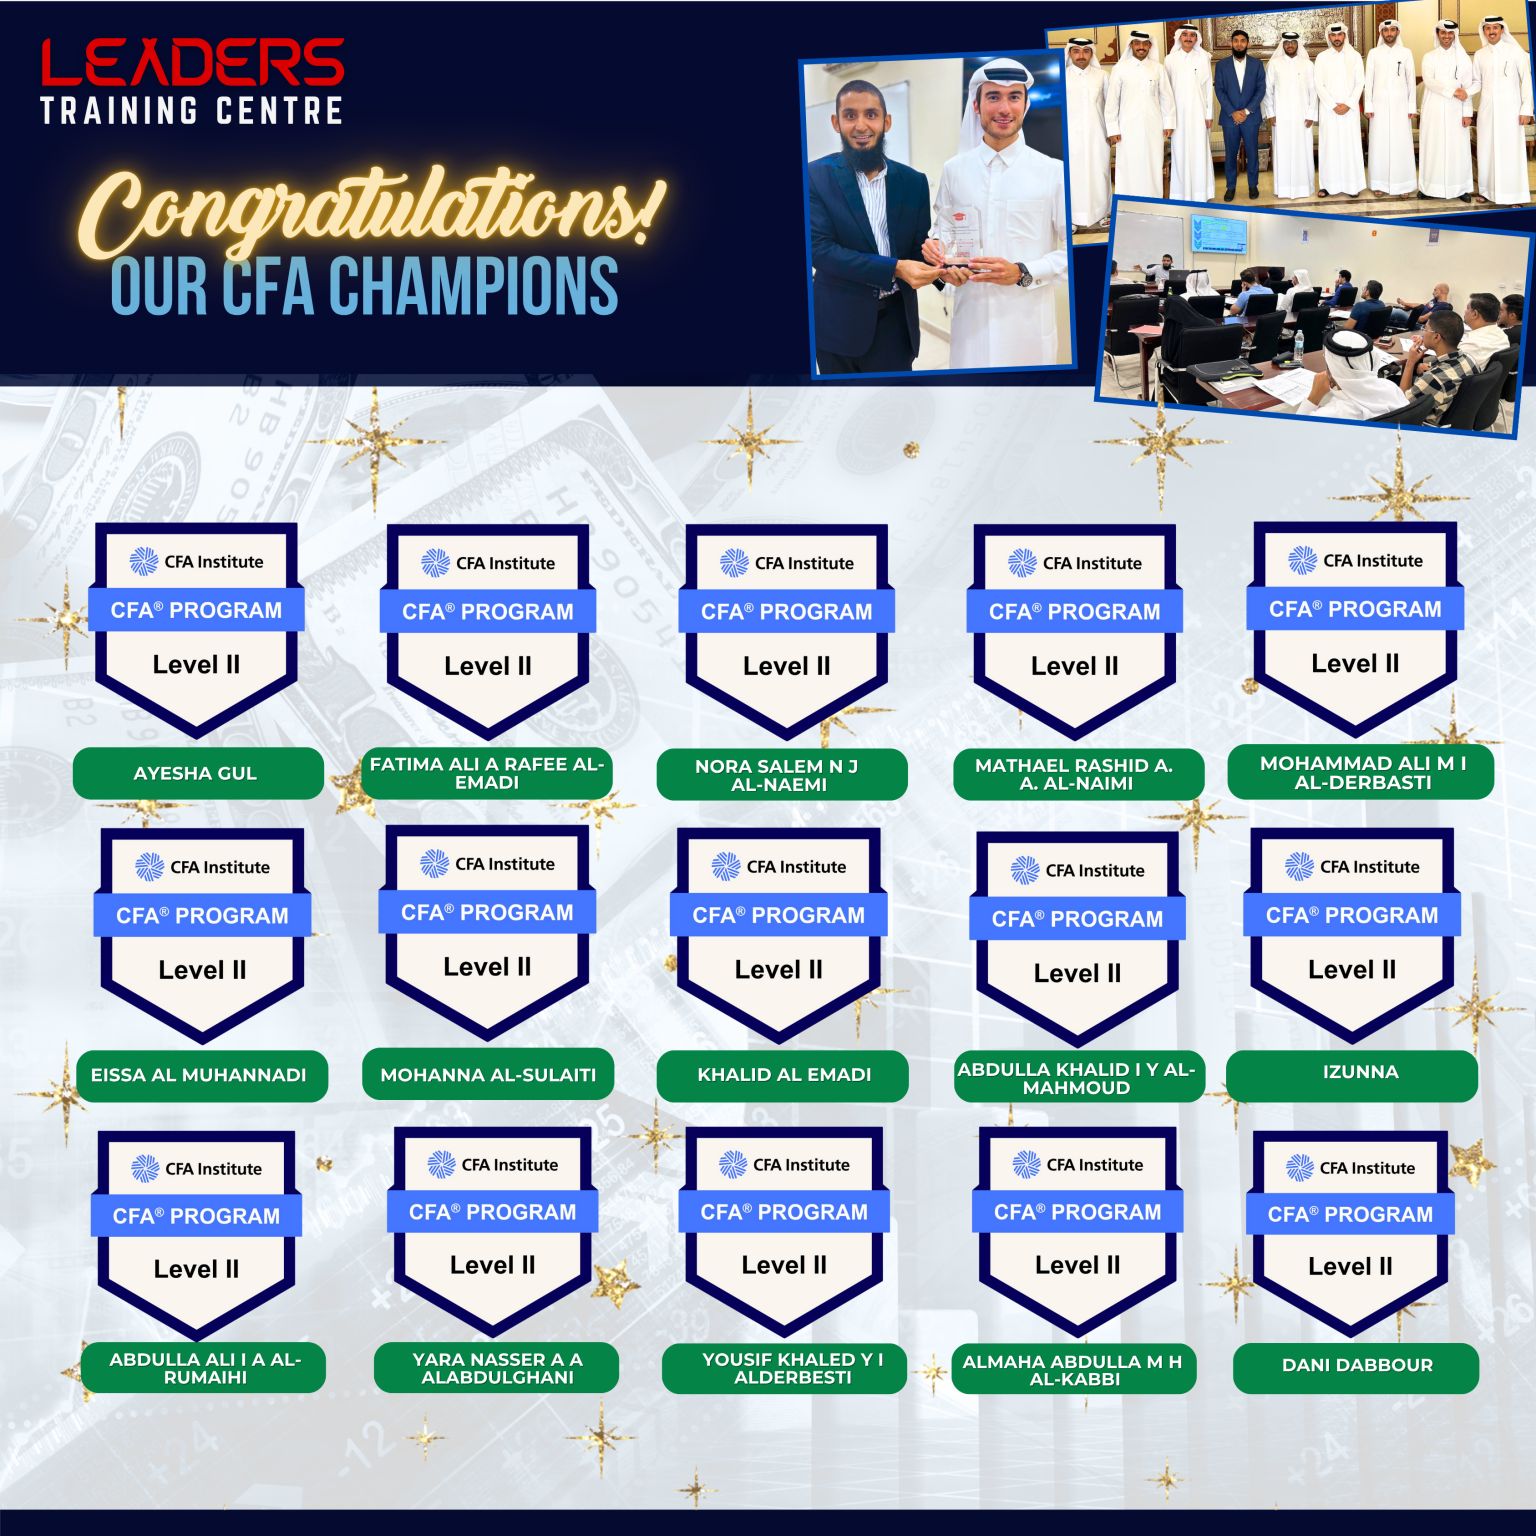 LEADERS
TRAINING CENTRE
Congratulations!
OUR CFA CHAMPIONS
CFA Institute
CFA® PROGRAM
Level II
AYESHA GUL
CFA Institute
CFA® PROGRAM
Level II
FATIMA ALI A RAFEE AL-
EMADI
CFA Institute
CFA® PROGRAM
Level II
NORA SALEM N J
AL-NAEMI
CFA Institute
CFA® PROGRAM
Level II
MATHAEL RASHID A.
A. AL-NAIMI
CFA Institute
CFA® PROGRAM
Level II
MOHAMMAD ALI M I
AL-DERBASTI
CFA Institute
CFA® PROGRAM
Level II
EISSA AL MUHANNADI
CFA Institute
CFA® PROGRAM
Level II
MOHANNA AL-SULAITI
CFA Institute
CFA® PROGRAM
Level II
KHALID AL EMADI
CFA Institute
CFA® PROGRAM
Level II
ABDULLA KHALID I Y AL-
MAHMOUD
CFA Institute
CFA® PROGRAM
Level II
IZUNNA
CFA Institute
CFA® PROGRAM
Level II
ABDULLA ALI I A AL-
RUMAIHI
CFA Institute
CFA® PROGRAM
Level II
YARA NASSER A A
ALABDULGHANI
CFA Institute
CFA® PROGRAM
Level II
YOUSIF KHALED Y I
ALDERBESTI
CFA Institute
CFA® PROGRAM
Level II
ALMAHA ABDULLA M H
AL-KABBI
CFA Institute
CFA® PROGRAM
Level II
DANI DABBOUR
-12
+24
+24